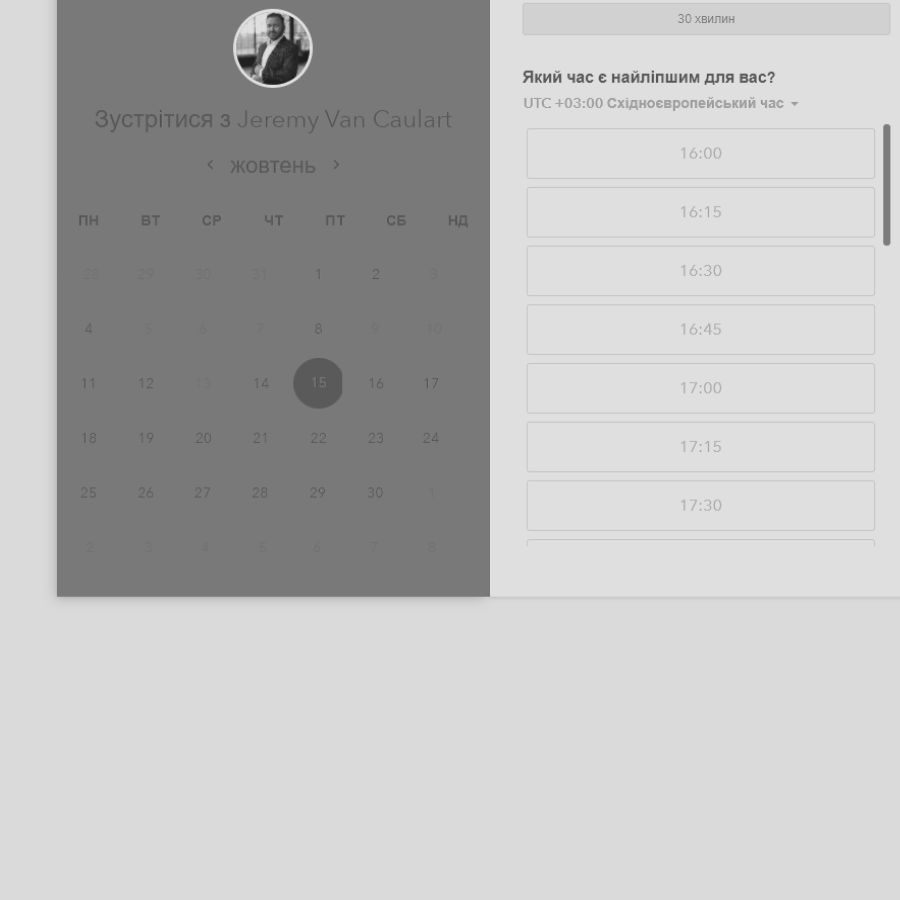 Зустрітися з Jeremy Van Caulart
жовтень
ПН ВТ СР ЧТ ПТ СБ НД
28 29 30 31 1 2 3
4 5 6 7 8 9 10
11 12 13 14 15 16 17
18 19 20 21 22 23 24
25 26 27 28 29 30 1
2 3 4 5 6 7 8
30 хвилин
Який час є найліпшим для вас?
UTC +03:00 Східноєвропейський час
16:00
16:15
16:30
16:45
17:00
17:15
17:30